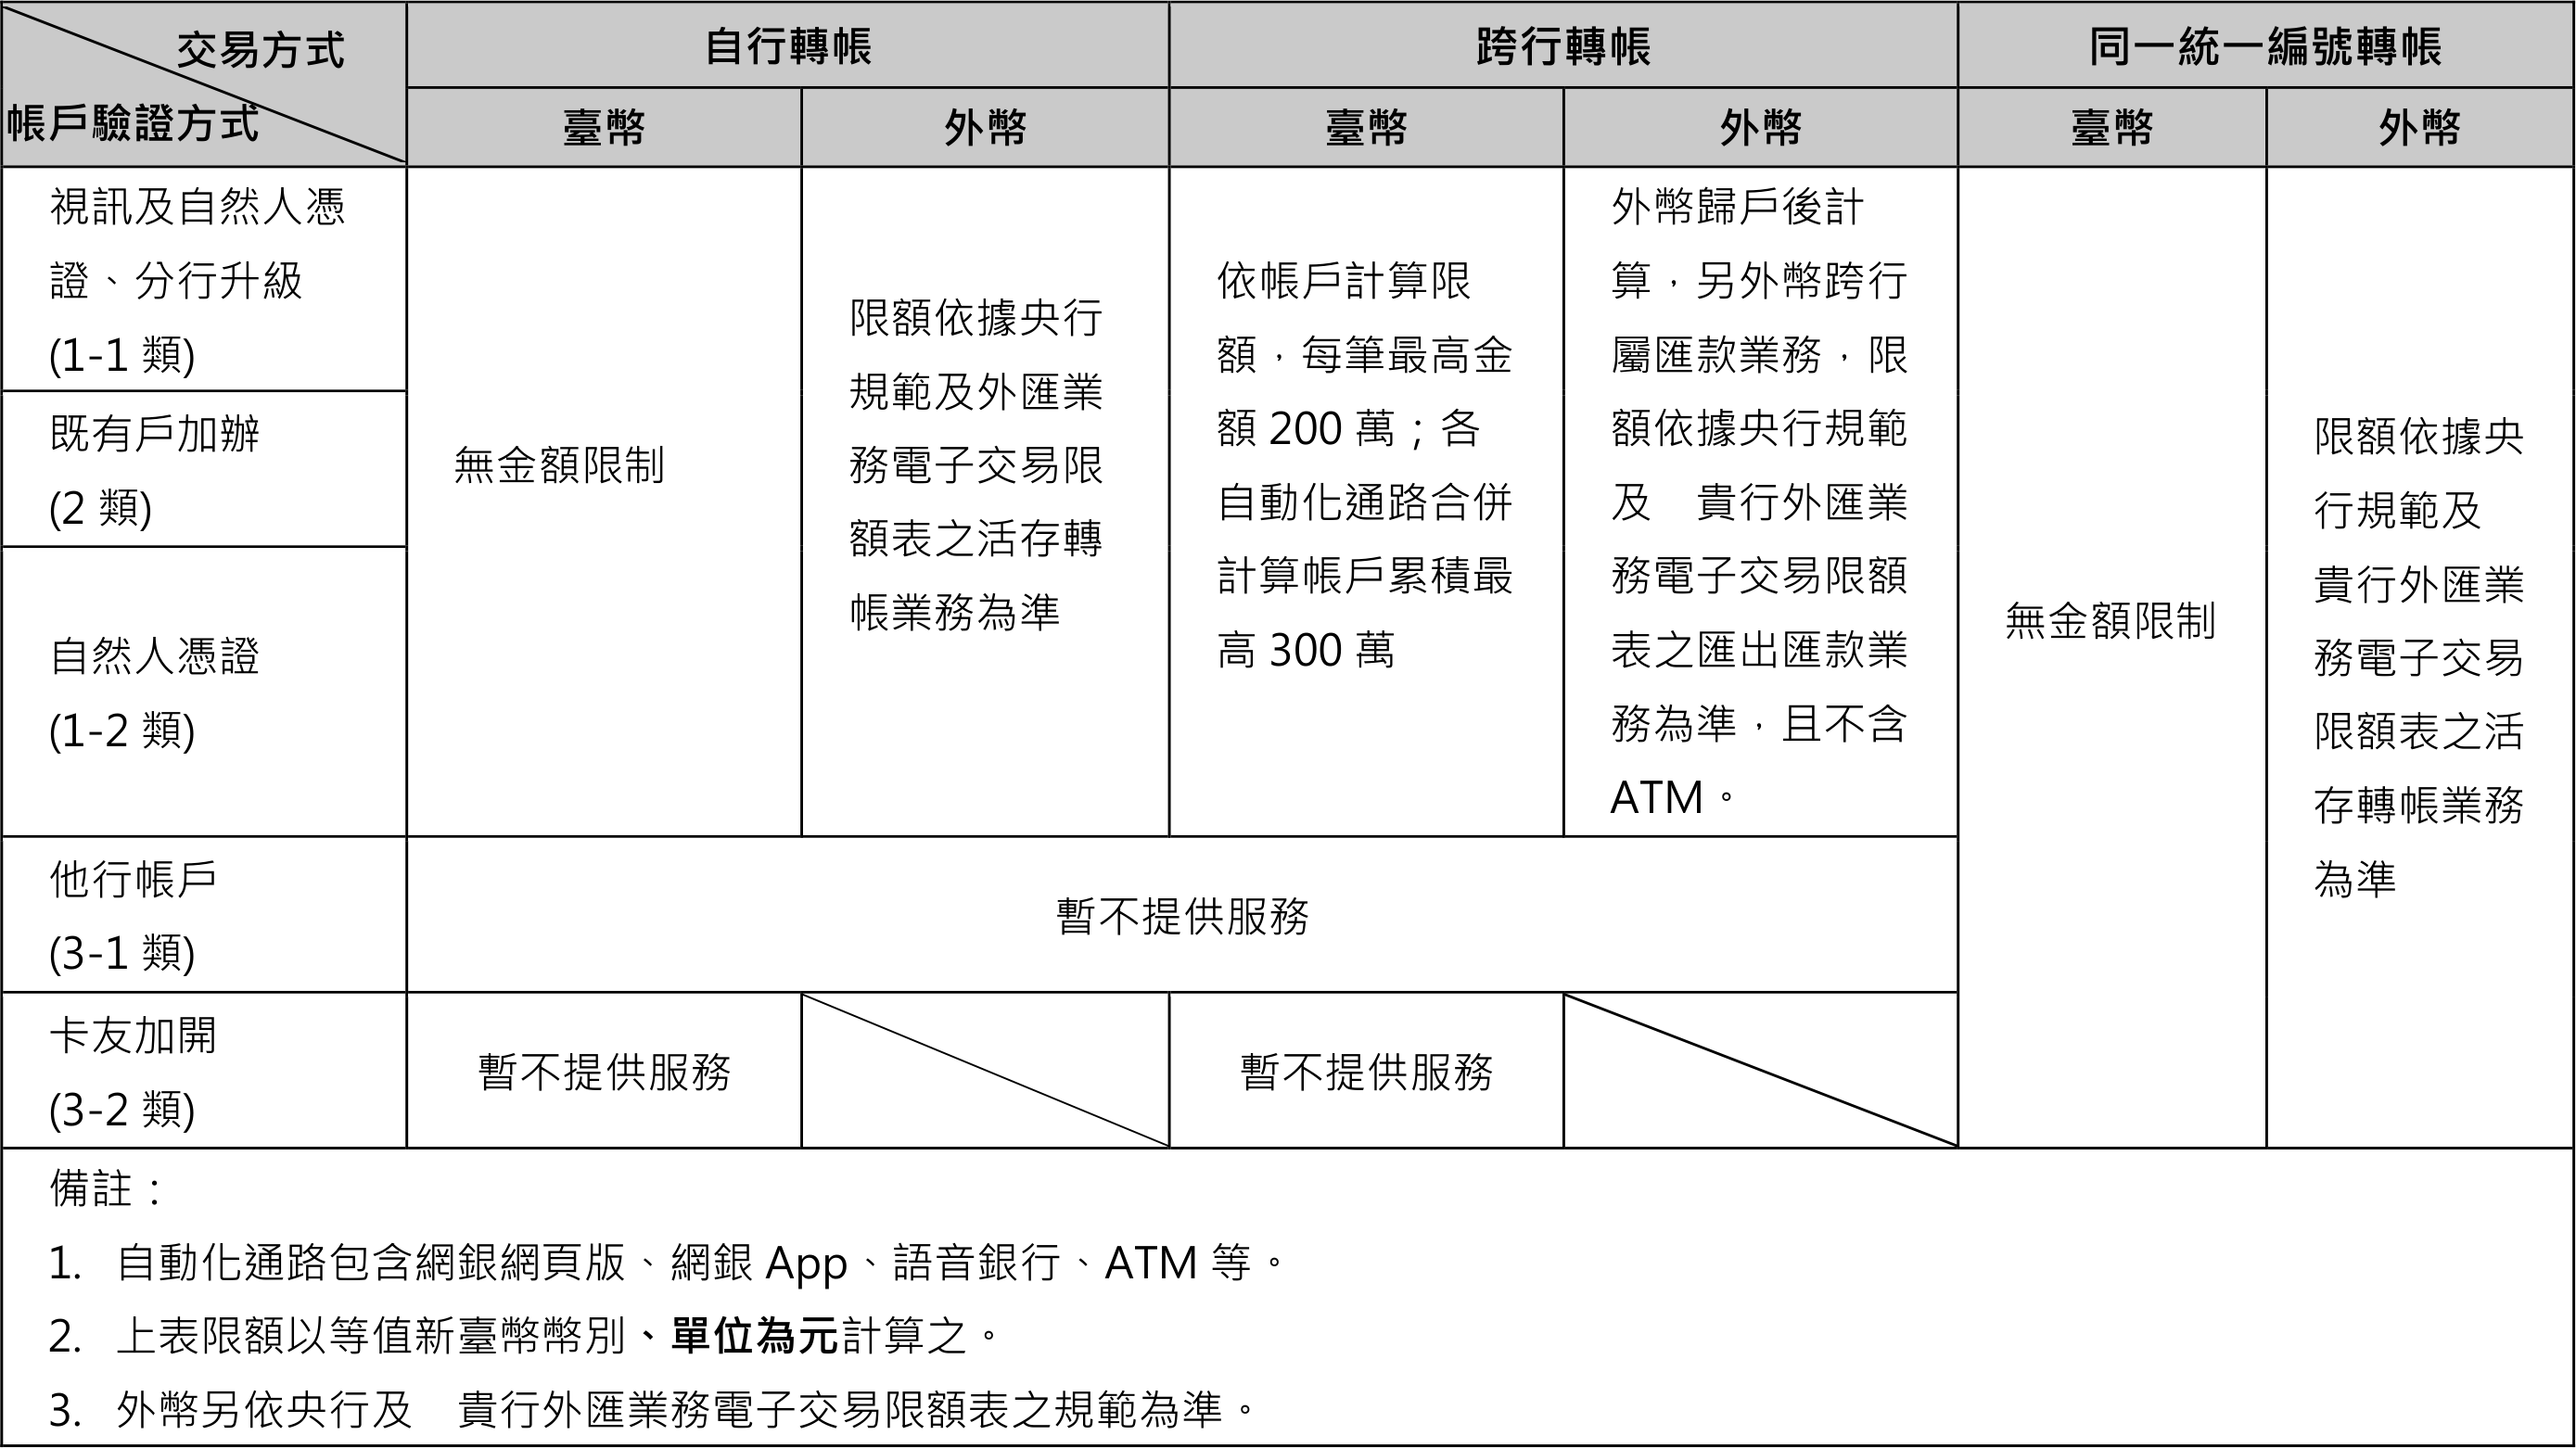 交易方式
帳戶驗證方式
自行轉帳
跨行轉帳
同一統一編號轉帳
臺幣
外幣
臺幣
外幣
臺幣
外幣
視訊及自然人憑
證、分行升級
(1-1 類)
既有戶加辦
(2 類)
自然人憑證
(1-2 類)
無金額限制
限額依據央行
規範及外匯業
務電子交易限
額表之活存轉
帳業務為準
依帳戶計算限
額，每筆最高金
額 200 萬；各
自動化通路合併
計算帳戶累積最
高 300 萬
外幣歸戶後計
算，另外幣跨行
屬匯款業務，限
額依據央行規範
及　貴行外匯業
務電子交易限額
表之匯出匯款業
務為準，且不含
ATM。
無金額限制
限額依據央
行規範及
貴行外匯業
務電子交易
限額表之活
存轉帳業務
為準
他行帳戶
(3-1 類)
暫不提供服務
卡友加開
(3-2 類)
暫不提供服務
暫不提供服務
備註：
1. 自動化通路包含網銀網頁版、網銀 App、語音銀行、ATM 等。
2. 上表限額以等值新臺幣幣別、單位為元計算之。
3. 外幣另依央行及　貴行外匯業務電子交易限額表之規範為準。